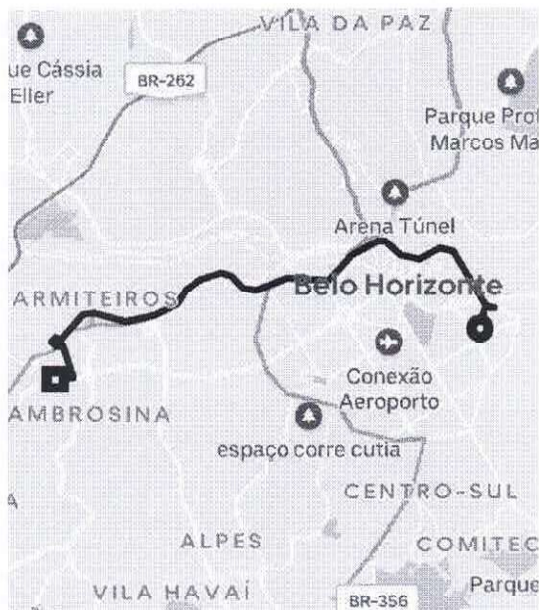 VILA DA PAZ
ue Cássia
Eller
BR-262
Parque Prof
Marcos Ma
Arena Túnel
Belo Horizonte
ARMITEIROS
Conexão
Aeroporto
AMBROSINA
espaço corre cutia
CENTRO-SUL
A
ALPES
COMITEC
VILA HAVAÍ
Parque
BR-356